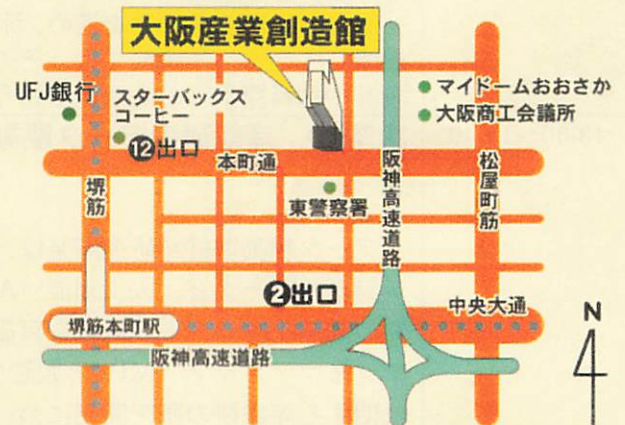 大阪産業創造館
UFJ銀行
スターバックス
コーヒー
⑫出口
マイドームおおさか
大阪商工会議所
本町通
堺筋
阪神高速道路
松屋町筋
東警察署
❷出口
中央大通
堺筋本町駅
阪神高速道路
N